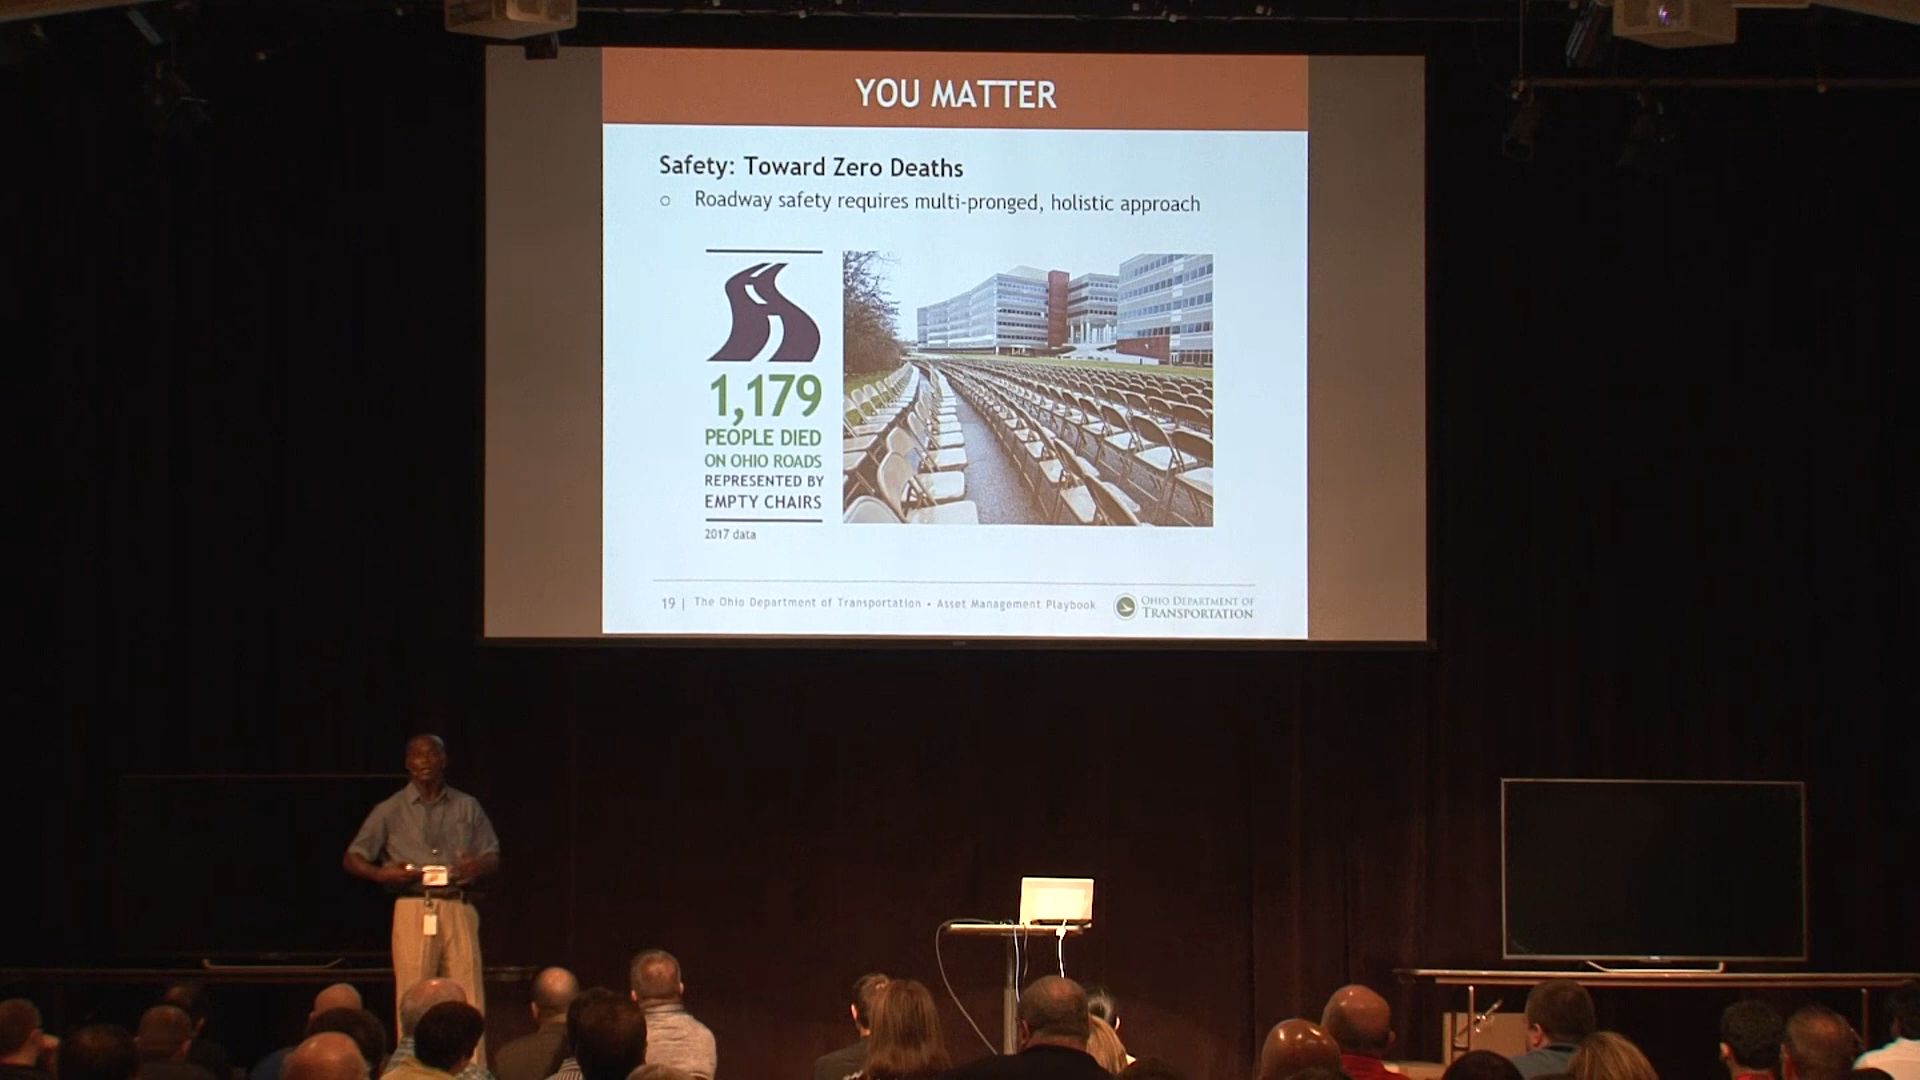 YOU MATTER
Safety: Toward Zero Deaths
○ Roadway safety requires multi-pronged, holistic approach
1,179
PEOPLE DIED
ON OHIO ROADS
REPRESENTED BY
EMPTY CHAIRS
2017 data
19 | The Ohio Department of Transportation • Asset Management Playbook
OHIO DEPARTMENT OF
TRANSPORTATION